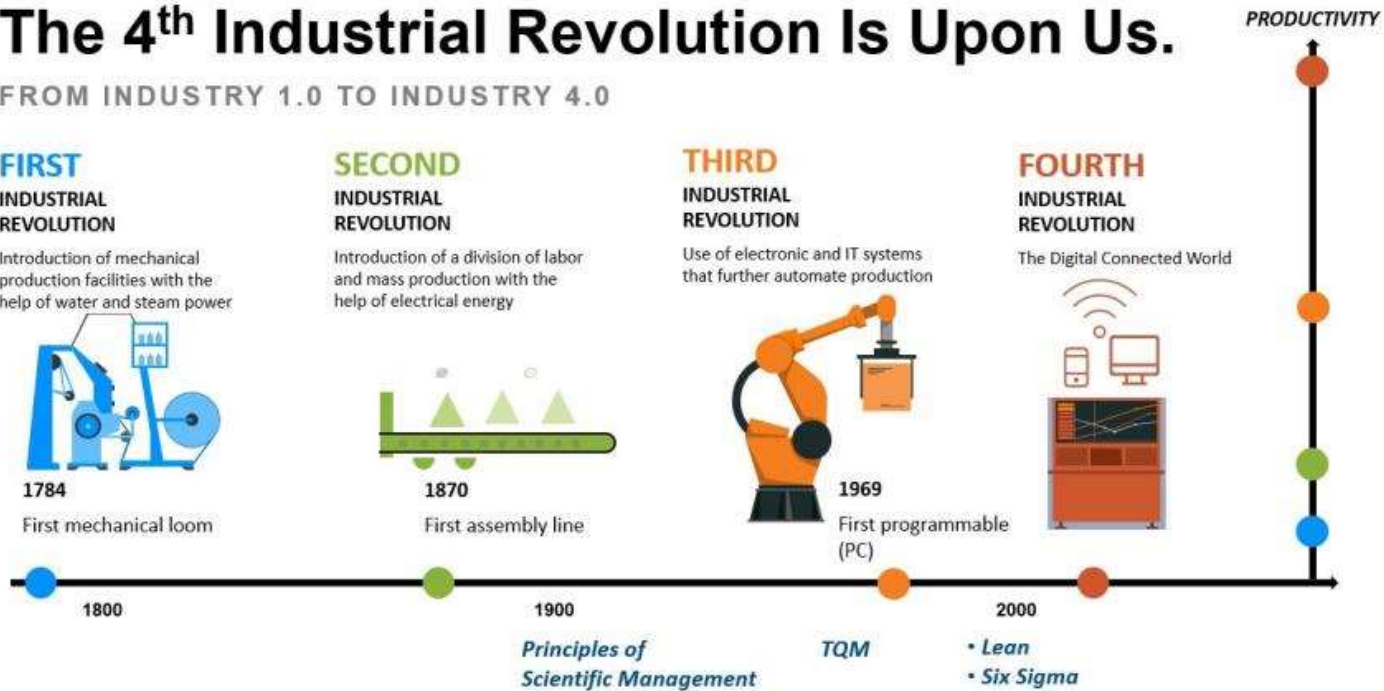 The 4th Industrial Revolution Is Upon Us.
PRODUCTIVITY
FROM INDUSTRY 1.0 TO INDUSTRY 4.0
FIRST
INDUSTRIAL
REVOLUTION
Introduction of mechanical
production facilities with the
help of water and steam power
1784
First mechanical loom
SECOND
INDUSTRIAL
REVOLUTION
Introduction of a division of labor
and mass production with the
help of electrical energy
1870
First assembly line
THIRD
INDUSTRIAL
REVOLUTION
Use of electronic and IT systems
that further automate production
1969
First programmable
(PC)
FOURTH
INDUSTRIAL
REVOLUTION
The Digital Connected World
1800
1900
2000
Principles of
Scientific Management
TQM
• Lean
• Six Sigma